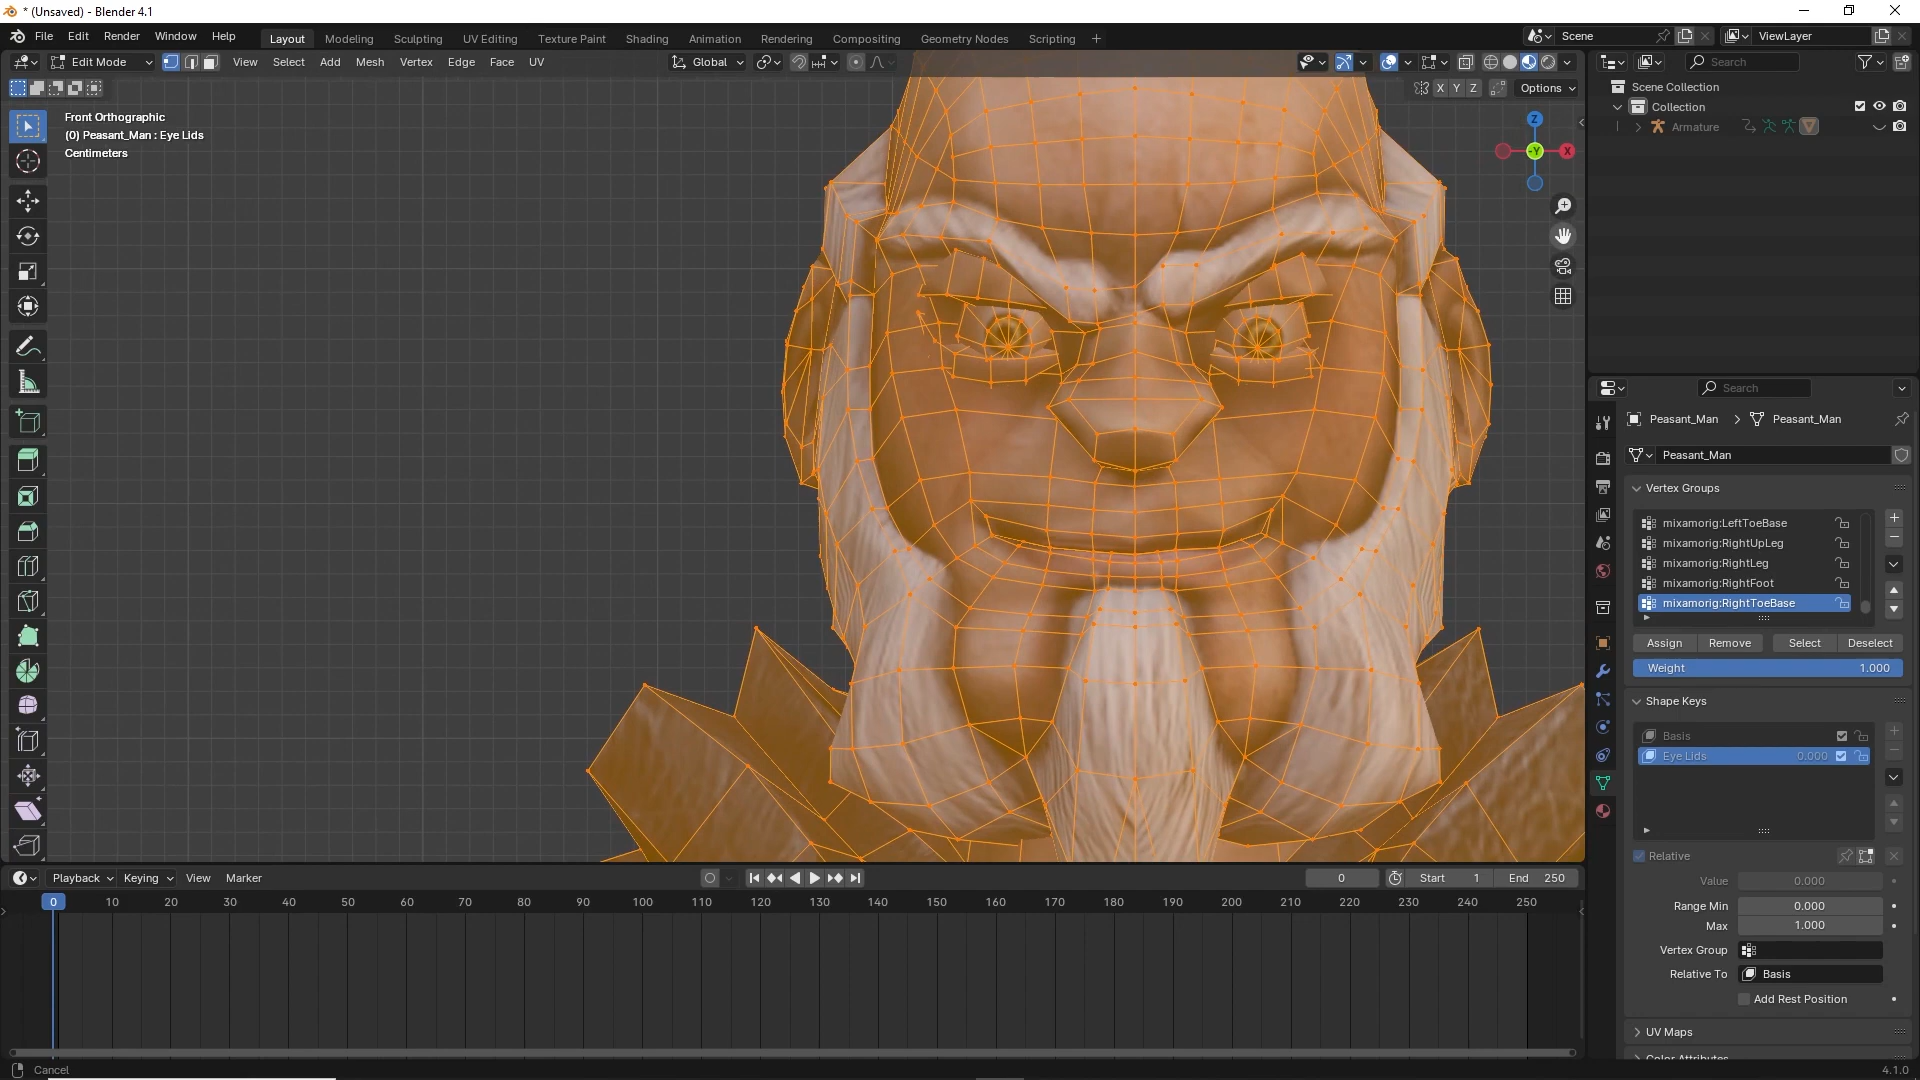 * (Unsaved) - Blender 4.1
File Edit Render Window Help Layout Modeling Sculpting UV Editing Texture Paint Shading Animation Rendering Compositing Geometry Nodes Scripting + Scene ViewLayer
Edit Mode View Select Add Mesh Vertex Edge Face UV Global Search
X Y Z Options
Front Orthographic
(0) Peasant_Man : Eye Lids
Centimeters
Z
-Y X
Scene Collection
Collection
Armature
Search
Peasant_Man > Peasant_Man
Peasant_Man
Vertex Groups
mixamorig:LeftToeBase
mixamorig:RightUpLeg
mixamorig:RightLeg
mixamorig:RightFoot
mixamorig:RightToeBase
Assign Remove Select Deselect
Weight 1.000
Shape Keys
Basis
Eye Lids 0.000
Relative
Value 0.000
Range Min 0.000
Max 1.000
Vertex Group
Relative To Basis
Add Rest Position
UV Maps
Color Attributes
Playback Keying View Marker 0 Start 1 End 250
0 10 20 30 40 50 60 70 80 90 100 110 120 130 140 150 160 170 180 190 200 210 220 230 240 250
Cancel 4.1.0